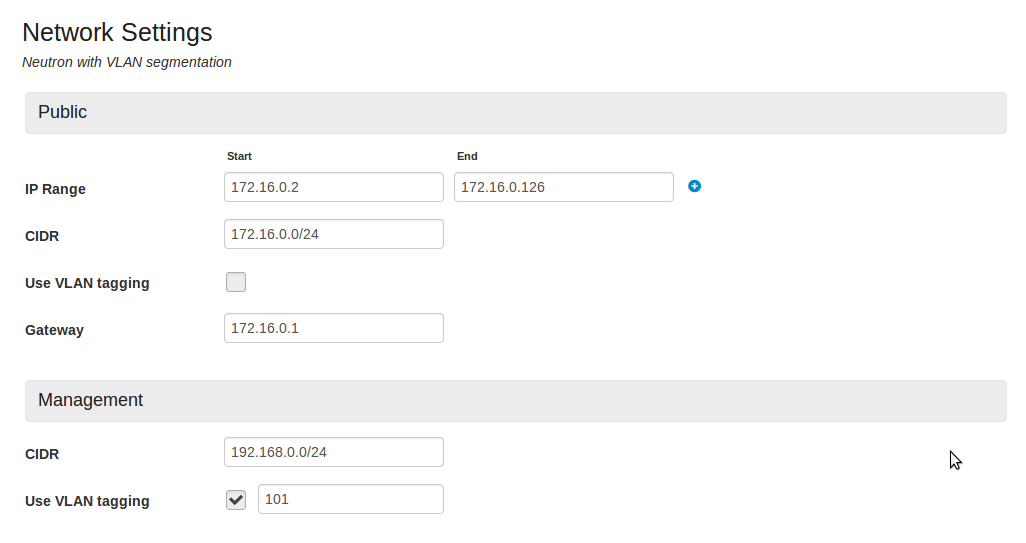 Network Settings
Neutron with VLAN segmentation
Public
Start End
IP Range 172.16.0.2 172.16.0.126
CIDR 172.16.0.0/24
Use VLAN tagging
Gateway 172.16.0.1
Management
CIDR 192.168.0.0/24
Use VLAN tagging 101